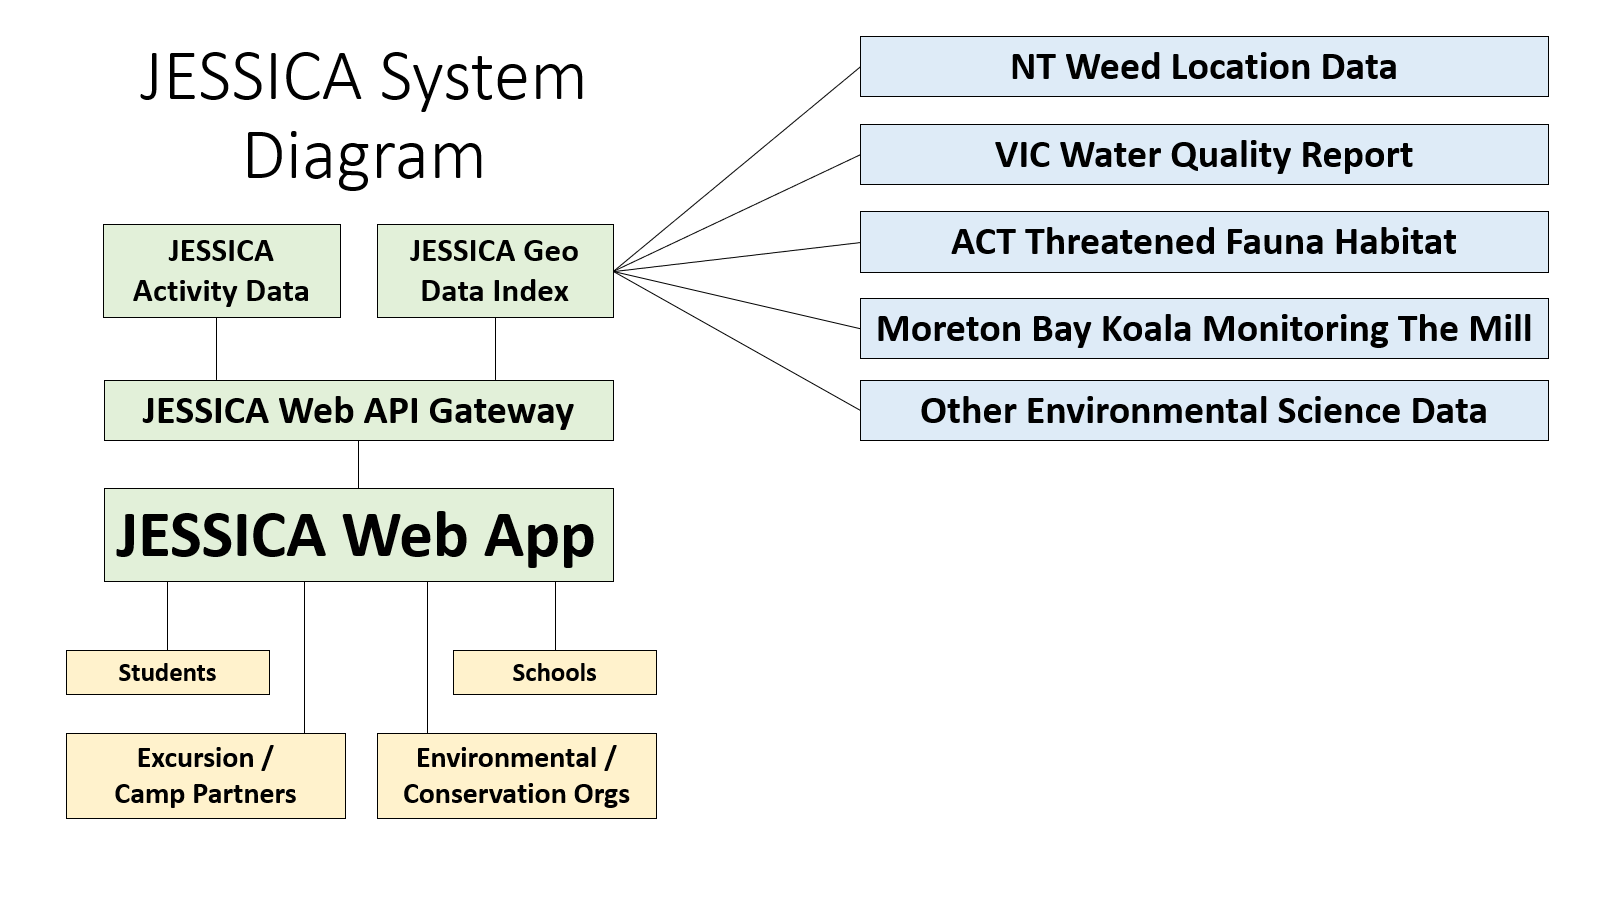 JESSICA System
Diagram
NT Weed Location Data
VIC Water Quality Report
ACT Threatened Fauna Habitat
Moreton Bay Koala Monitoring The Mill
Other Environmental Science Data
JESSICA
Activity Data
JESSICA Geo
Data Index
JESSICA Web API Gateway
JESSICA Web App
Students
Schools
Excursion /
Camp Partners
Environmental /
Conservation Orgs